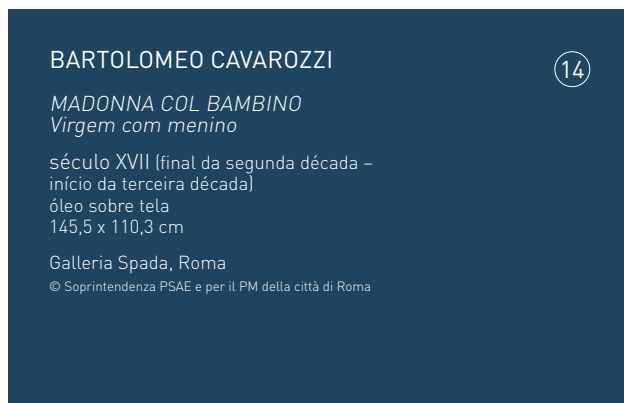 BARTOLOMEO CAVAROZZI
14
MADONNA COL BAMBINO
Virgem com menino
século XVII (final da segunda década –
início da terceira década)
óleo sobre tela
145,5 x 110,3 cm
Galleria Spada, Roma
© Soprintendenza PSAE e per il PM della città di Roma